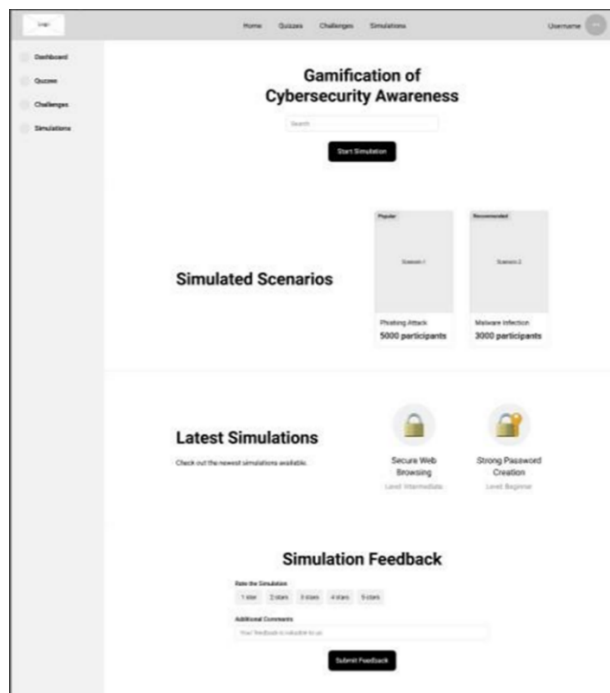 Logo
Home Quizzes Challenges Simulations
Username
Dashboard
Quizzes
Challenges
Simulations
Gamification of
Cybersecurity Awareness
Search
Start Simulation
Simulated Scenarios
Popular
Scenario 1
Phishing Attack
5000 participants
Recommended
Scenario 2
Malware Infection
3000 participants
Latest Simulations
Check out the newest simulations available.
Secure Web
Browsing
Level: Intermediate
Strong Password
Creation
Level: Beginner
Simulation Feedback
Rate the Simulation
1 star 2 stars 3 stars 4 stars 5 stars
Additional Comments
Your feedback is valuable to us
Submit Feedback